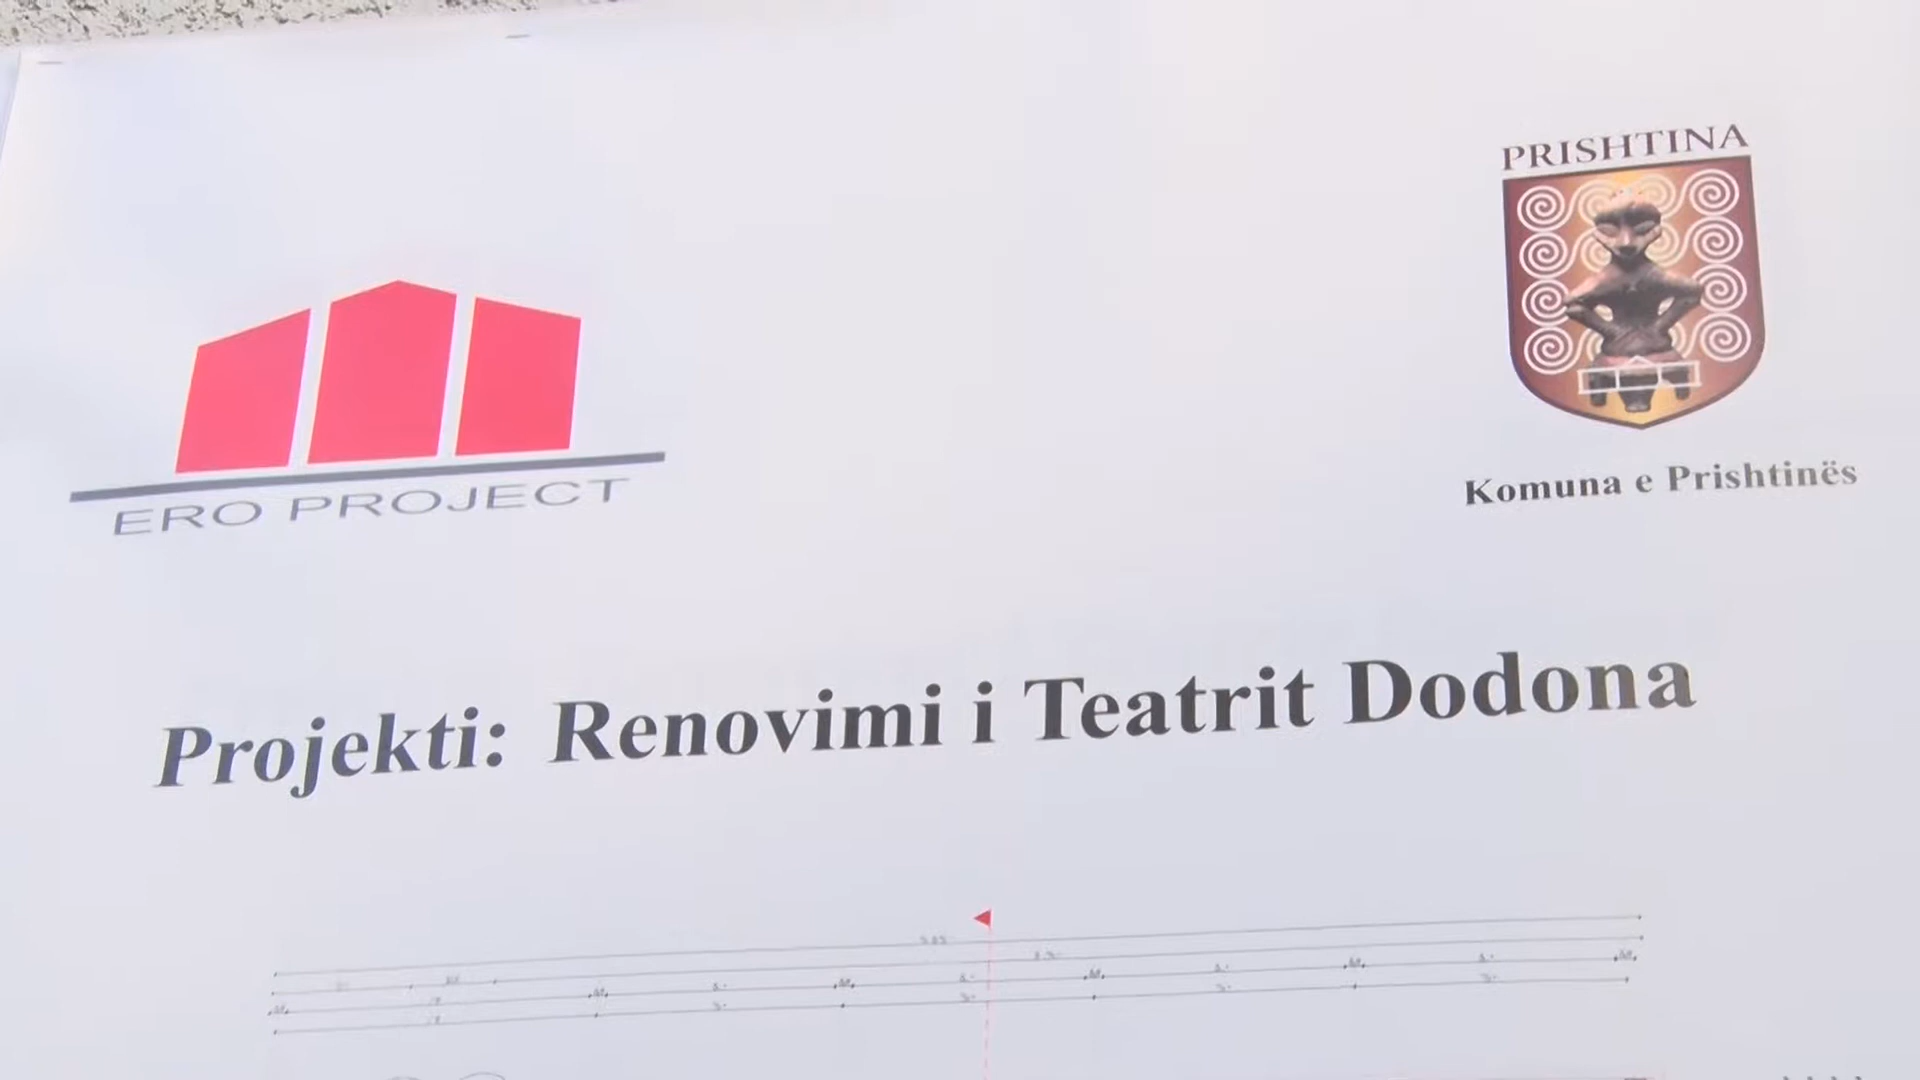 PRISHTINA
ERO PROJECT
Komuna e Prishtinës
Projekti: Renovimi i Teatrit Dodona